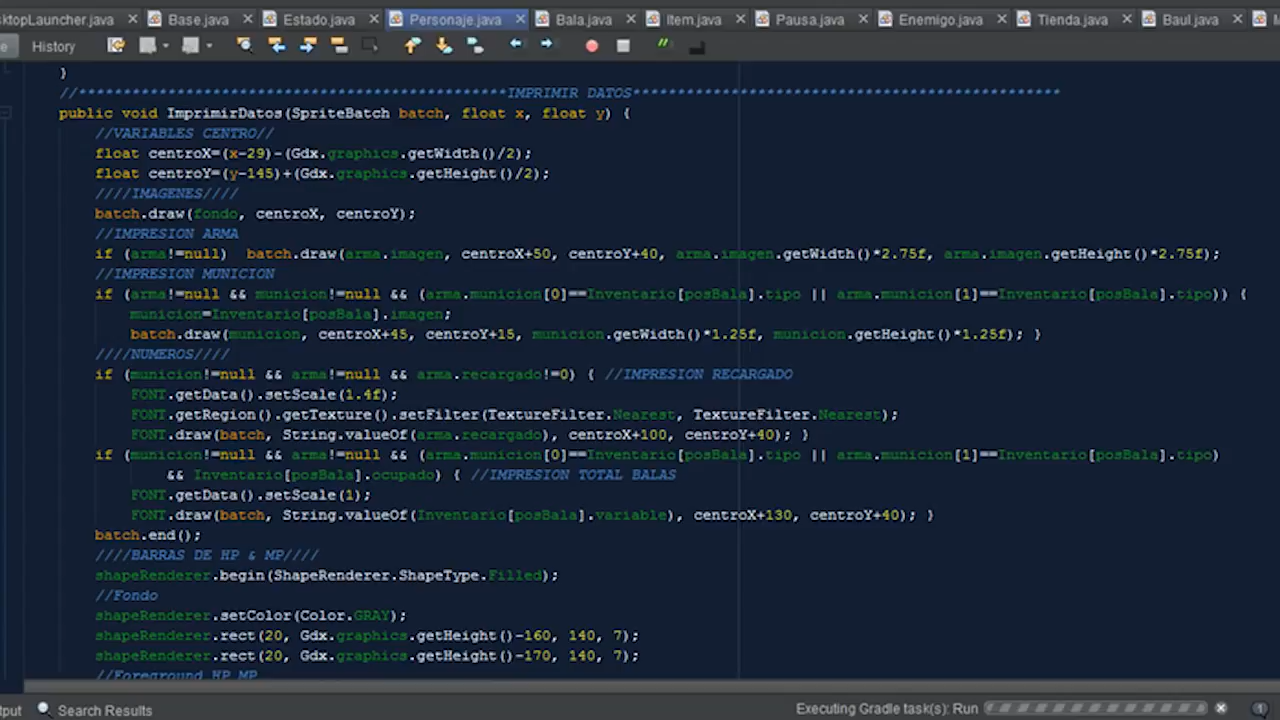 sktopLauncher.java Base.java Estado.java Personaje.java Bala.java Item.java Pausa.java Enemigo.java Tienda.java Baul.java
History
}
//************************************************IMPRIMIR DATOS************************************************
public void ImprimirDatos(SpriteBatch batch, float x, float y) {
//VARIABLES CENTRO//
float centroX=(x-29)-(Gdx.graphics.getWidth()/2);
float centroY=(y-145)+(Gdx.graphics.getHeight()/2);
////IMAGENES////
batch.draw(fondo, centroX, centroY);
//IMPRESION ARMA
if (arma!=null)  batch.draw(arma.imagen, centroX+50, centroY+40, arma.imagen.getWidth()*2.75f, arma.imagen.getHeight()*2.75f);
//IMPRESION MUNICION
if (arma!=null && municion!=null && (arma.municion[0]==Inventario[posBala].tipo || arma.municion[1]==Inventario[posBala].tipo)) {
municion=Inventario[posBala].imagen;
batch.draw(municion, centroX+45, centroY+15, municion.getWidth()*1.25f, municion.getHeight()*1.25f); }
////NUMEROS////
if (municion!=null && arma!=null && arma.recargado!=0) { //IMPRESION RECARGADO
FONT.getData().setScale(1.4f);
FONT.getRegion().getTexture().setFilter(TextureFilter.Nearest, TextureFilter.Nearest);
FONT.draw(batch, String.valueOf(arma.recargado), centroX+100, centroY+40); }
if (municion!=null && arma!=null && (arma.municion[0]==Inventario[posBala].tipo || arma.municion[1]==Inventario[posBala].tipo)
&& Inventario[posBala].ocupado) { //IMPRESION TOTAL BALAS
FONT.getData().setScale(1);
FONT.draw(batch, String.valueOf(Inventario[posBala].variable), centroX+130, centroY+40); }
batch.end();
////BARRAS DE HP & MP////
shapeRenderer.begin(ShapeRenderer.ShapeType.Filled);
//Fondo
shapeRenderer.setColor(Color.GRAY);
shapeRenderer.rect(20, Gdx.graphics.getHeight()-160, 140, 7);
shapeRenderer.rect(20, Gdx.graphics.getHeight()-170, 140, 7);
//Foreground HP MP
tput Search Results Executing Gradle task(s): Run 1